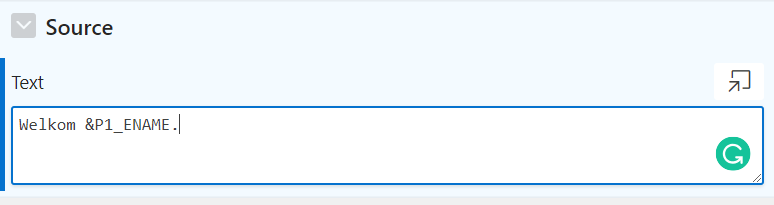 Source
Text
Welkom &P1_ENAME.